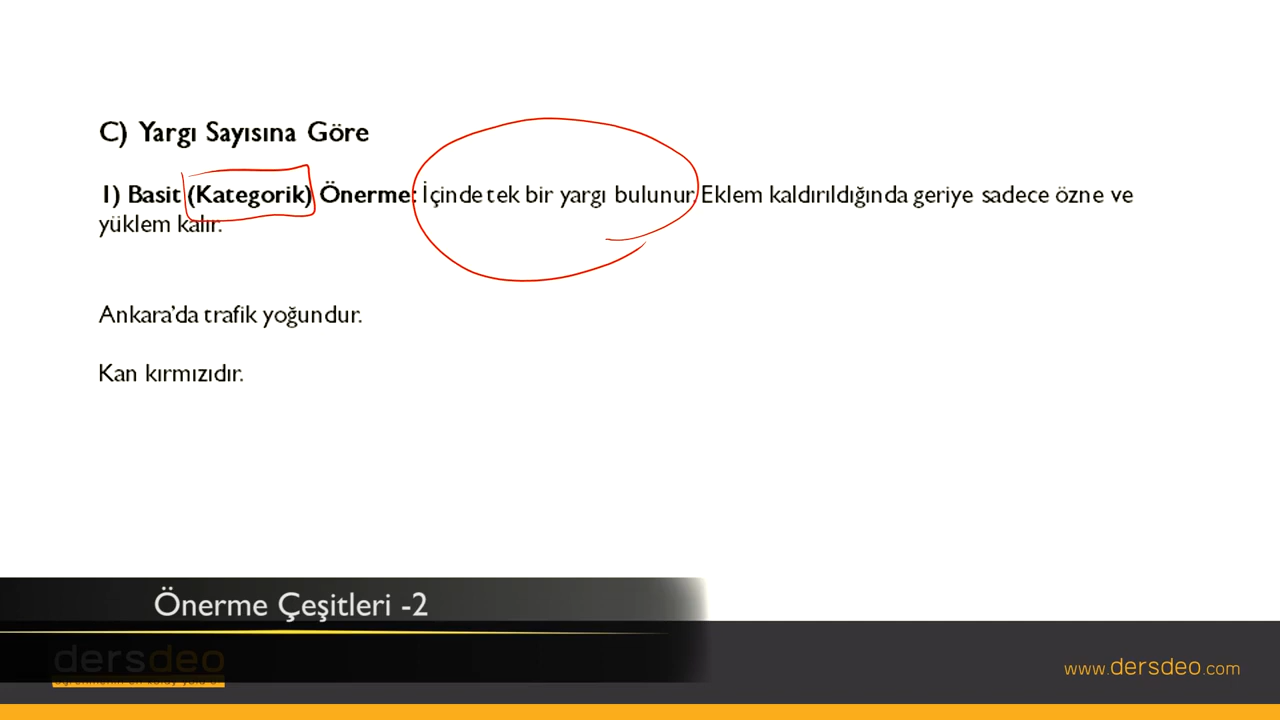 C) Yargı Sayısına Göre
1) Basit (Kategorik) Önerme: İçinde tek bir yargı bulunur. Eklem kaldırıldığında geriye sadece özne ve
yüklem kalır.
Ankara’da trafik yoğundur.
Kan kırmızıdır.
Önerme Çeşitleri -2
dersdeo
www.dersdeo.com